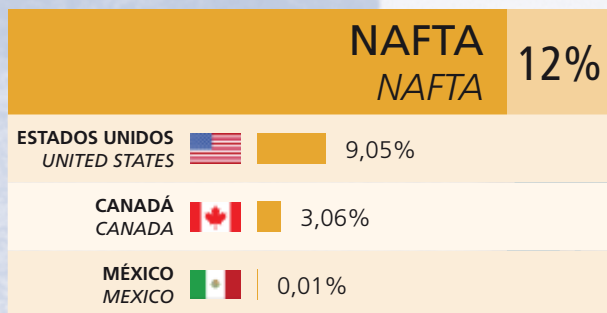 NAFTA
NAFTA
12%
ESTADOS UNIDOS
UNITED STATES
9,05%
CANADÁ
CANADA
3,06%
MÉXICO
MEXICO
0,01%